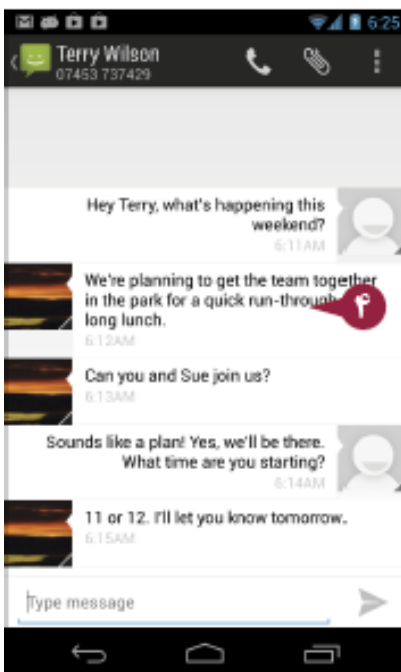 6:25
Terry Wilson
07453 737429
Hey Terry, what's happening this
weekend?
6:11AM
We're planning to get the team together
in the park for a quick run-through
۴
long lunch.
6:12AM
Can you and Sue join us?
6:13AM
Sounds like a plan! Yes, we'll be there.
What time are you starting?
6:14AM
11 or 12. I'll let you know tomorrow.
6:15AM
Type message